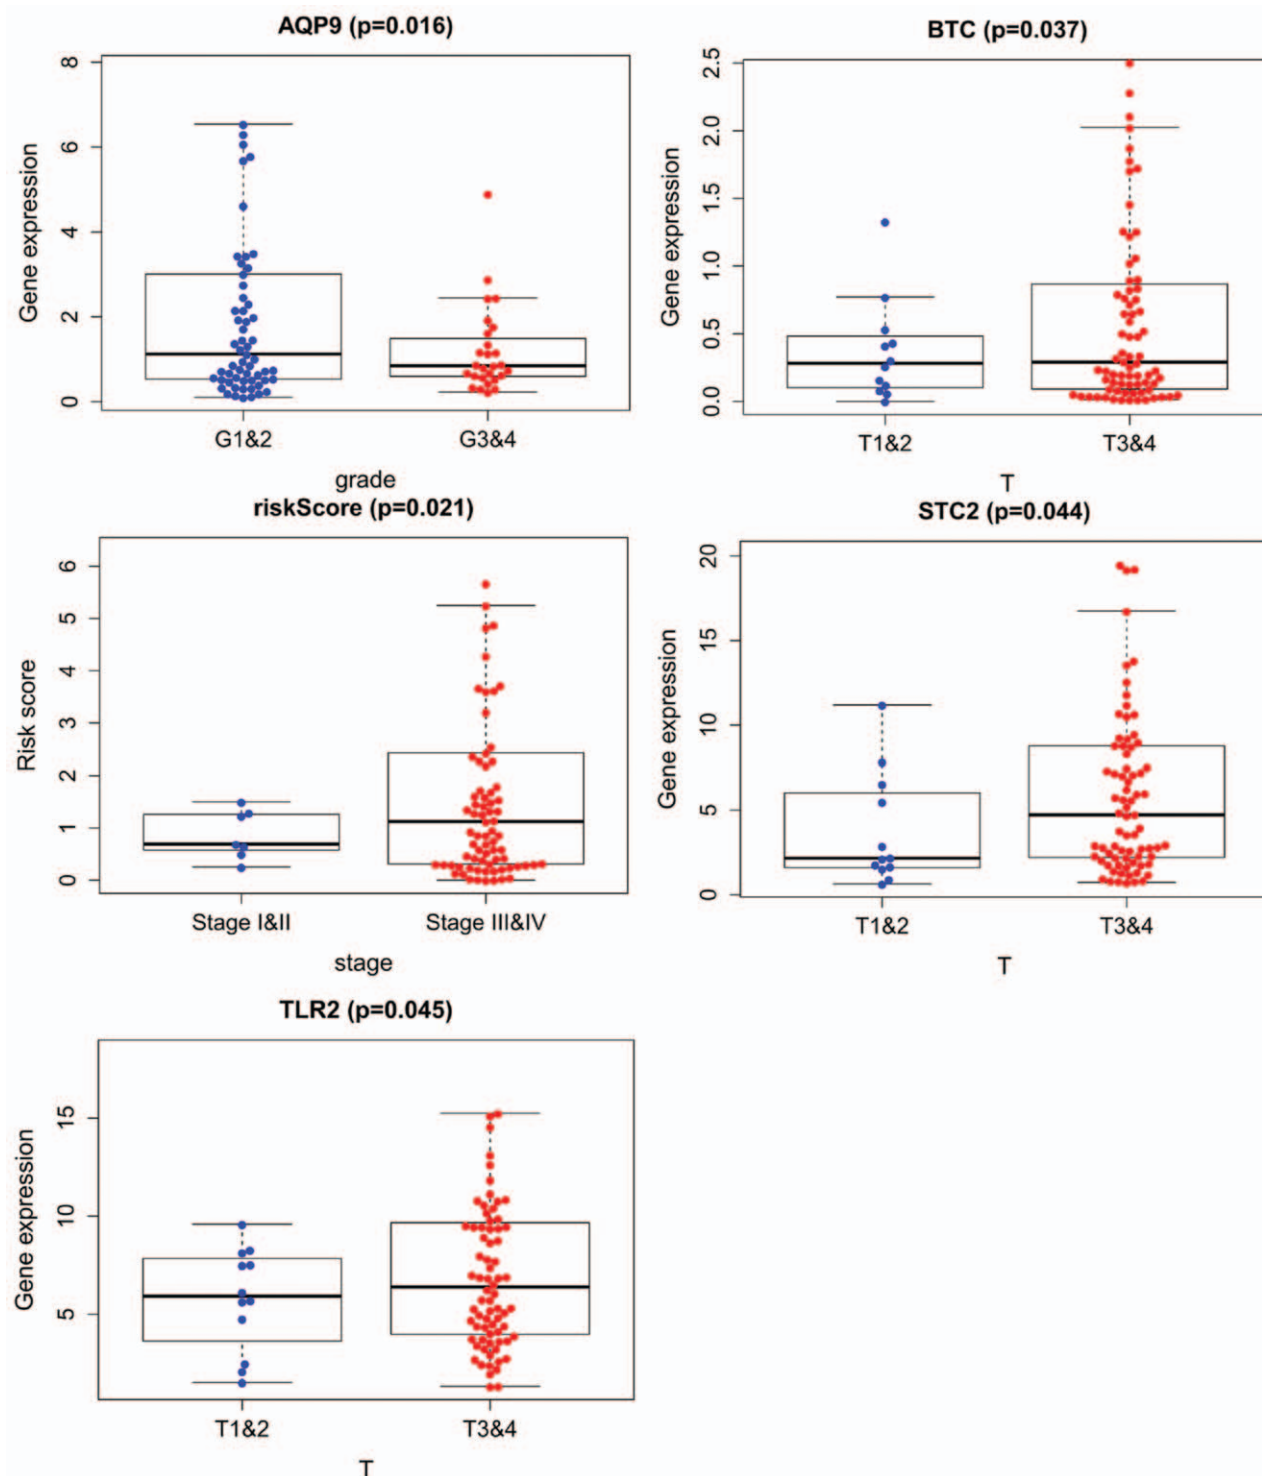 AQP9 (p=0.016)
Gene expression
8
6
4
2
0
G1&2
G3&4
grade
BTC (p=0.037)
Gene expression
2.5
2.0
1.5
1.0
0.5
0.0
T1&2
T3&4
T
riskScore (p=0.021)
Risk score
6
5
4
3
2
1
0
Stage I&II
Stage III&IV
stage
STC2 (p=0.044)
Gene expression
20
15
10
5
0
T1&2
T3&4
T
TLR2 (p=0.045)
Gene expression
15
10
5
T1&2
T3&4
T